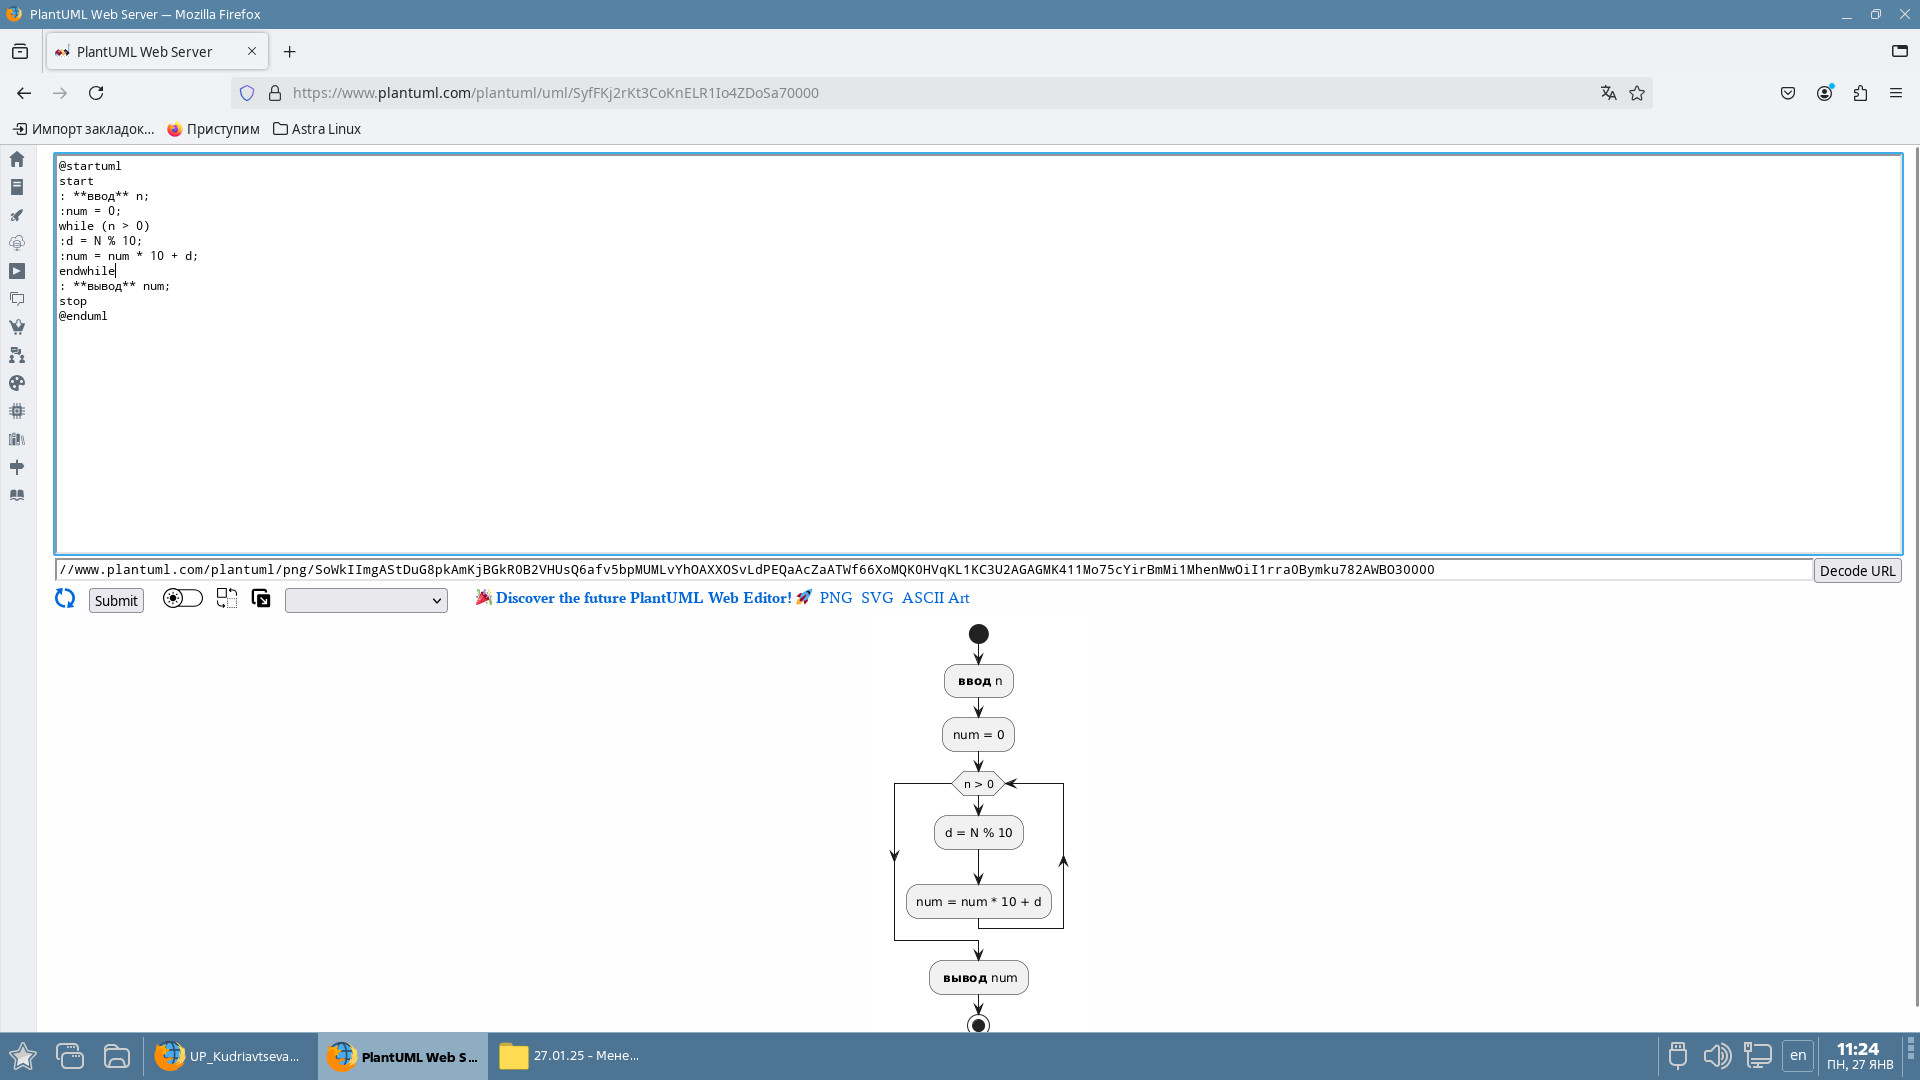 PlantUML Web Server — Mozilla Firefox
PlantUML Web Server
https://www.plantuml.com/plantuml/uml/SyfFKj2rKt3CoKnELR1Io4ZDoSa70000
Импорт закладок... Приступим Astra Linux
@startuml
start
: **ввод** n;
:num = 0;
while (n > 0)
:d = N % 10;
:num = num * 10 + d;
endwhile
: **вывод** num;
stop
@enduml
//www.plantuml.com/plantuml/png/SoWkIImgAStDuG8pkAmKjBGkROB2VHUsQ6afv5bpMUMLvYhOAXXOSvLdPEQaAcZaATWf66XoMQK0HVqKL1KC3U2AGAGMK411Mo75cYirBmMi1MhenMwOiI1rra0Bymku782AWBO30000 Decode URL
Submit Discover the future PlantUML Web Editor! PNG SVG ASCII Art
ввод n
num = 0
n > 0
d = N % 10
num = num * 10 + d
вывод num
UP_Kudriavtseva... PlantUML Web S... 27.01.25 – Мене... en 11:24
ПН, 27 ЯНВ